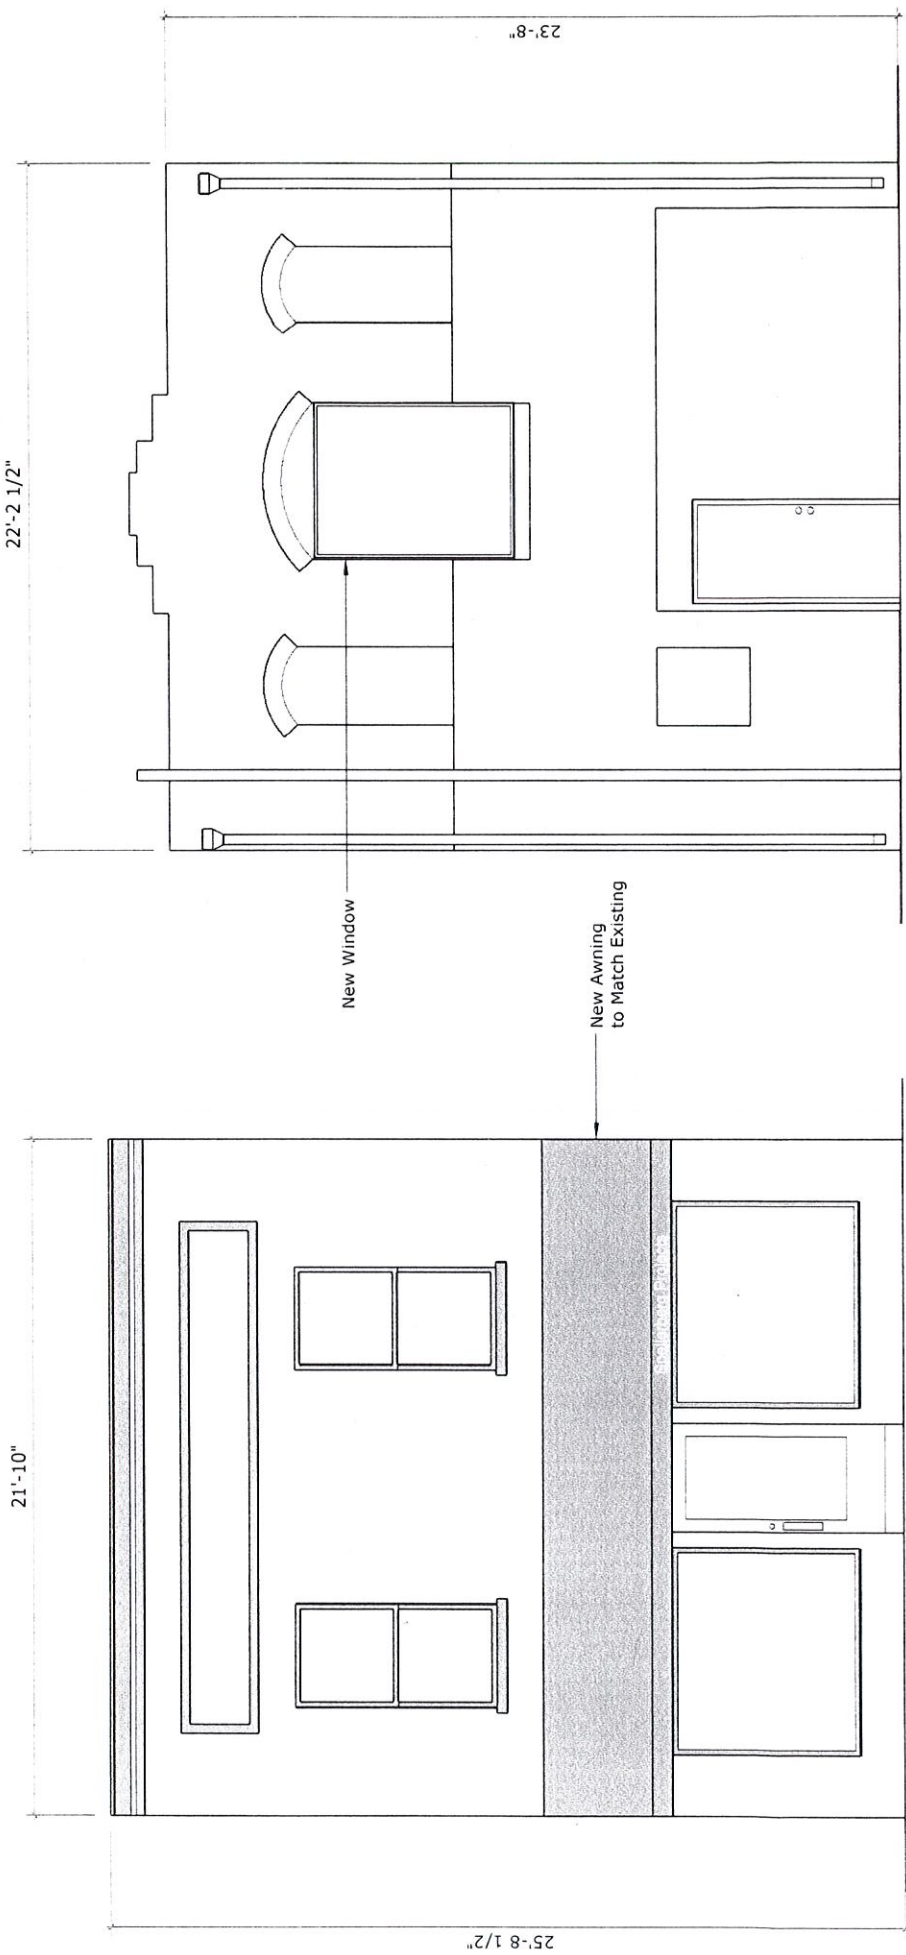 21'-10"
25'-8 1/2"
New Awning
to Match Existing
22'-2 1/2"
New Window
23'-8"